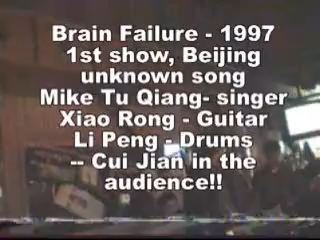 Brain Failure - 1997
1st show, Beijing
unknown song
Mike Tu Qiang- singer
Xiao Rong - Guitar
Li Peng - Drums
-- Cui Jian in the
audience!!